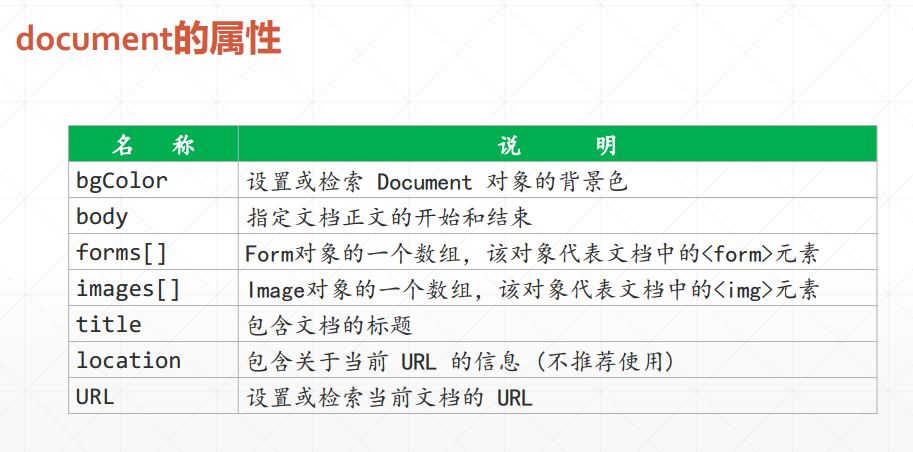 document的属性
名 称 说 明
bgColor 设置或检索 Document 对象的背景色
body 指定文档正文的开始和结束
forms[] Form对象的一个数组，该对象代表文档中的<form>元素
images[] Image对象的一个数组，该对象代表文档中的<img>元素
title 包含文档的标题
location 包含关于当前 URL 的信息（不推荐使用）
URL 设置或检索当前文档的 URL